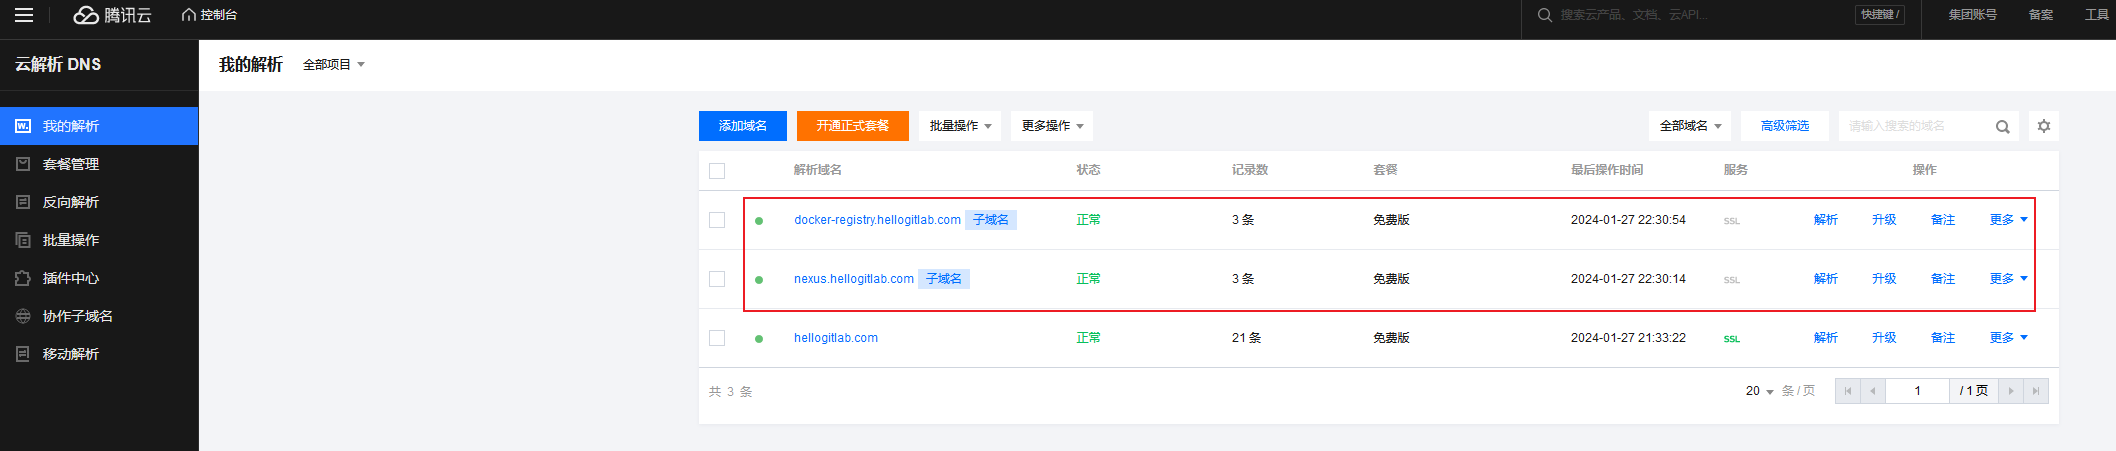 腾讯云 控制台 搜索云产品、文档、云API... 快捷键 / 集团账号 备案 工具
云解析 DNS
我的解析
套餐管理
反向解析
批量操作
插件中心
协作子域名
移动解析
我的解析 全部项目
添加域名 开通正式套餐 批量操作 更多操作 全部域名 高级筛选 请输入搜索的域名
解析域名 状态 记录数 套餐 最后操作时间 服务 操作
docker-registry.hellogitlab.com 子域名 正常 3 条 免费版 2024-01-27 22:30:54 SSL 解析 升级 备注 更多
nexus.hellogitlab.com 子域名 正常 3 条 免费版 2024-01-27 22:30:14 SSL 解析 升级 备注 更多
hellogitlab.com 正常 21 条 免费版 2024-01-27 21:33:22 SSL 解析 升级 备注 更多
共 3 条 20 条 / 页 1 / 1 页